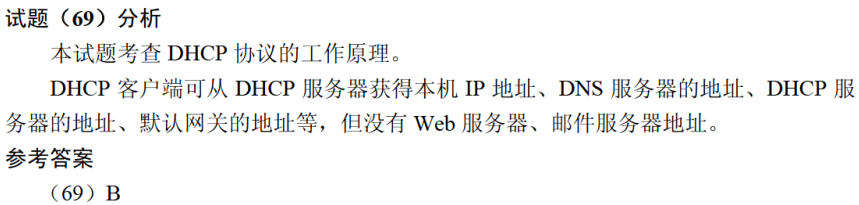 试题（69）分析
本试题考查 DHCP 协议的工作原理。
DHCP 客户端可从 DHCP 服务器获得本机 IP 地址、DNS 服务器的地址、DHCP 服
务器的地址、默认网关的地址等，但没有 Web 服务器、邮件服务器地址。
参考答案
（69）B